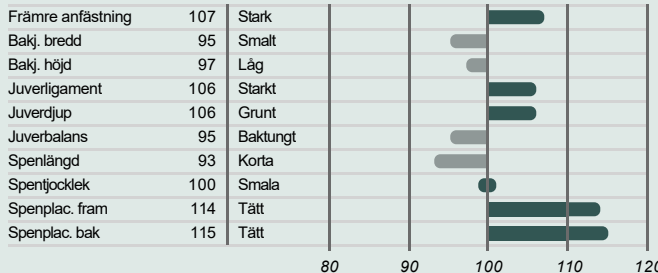 Främre anfästning 107 Stark
Bakj. bredd 95 Smalt
Bakj. höjd 97 Låg
Juverligament 106 Starkt
Juverdjup 106 Grunt
Juverbalans 95 Baktungt
Spenlängd 93 Korta
Spentjocklek 100 Smala
Spenplac. fram 114 Tätt
Spenplac. bak 115 Tätt
80 90 100 110 120